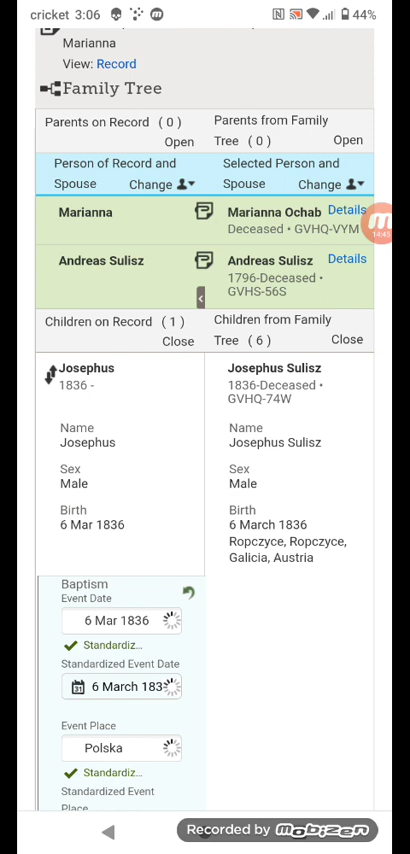 cricket 3:06 44%
Marianna
View: Record
Family Tree
Parents on Record ( 0 )
Open
Parents from Family
Tree ( 0 ) Open
Person of Record and
Spouse Change
Selected Person and
Spouse Change
Marianna
Marianna Ochab Details
Deceased • GVHQ-VYM
14:45
Andreas Sulisz
Andreas Sulisz Details
1796-Deceased •
GVHS-56S
Children on Record ( 1 )
Close
Children from Family
Tree ( 6 ) Close
Josephus
1836 -
Josephus Sulisz
1836-Deceased •
GVHQ-74W
Name
Josephus
Name
Josephus Sulisz
Sex
Male
Sex
Male
Birth
6 Mar 1836
Birth
6 March 1836
Ropczyce, Ropczyce,
Galicia, Austria
Baptism
Event Date
6 Mar 1836
Standardiz...
Standardized Event Date
31 6 March 183
Event Place
Polska
Standardiz...
Standardized Event
Place
Recorded by mobizen